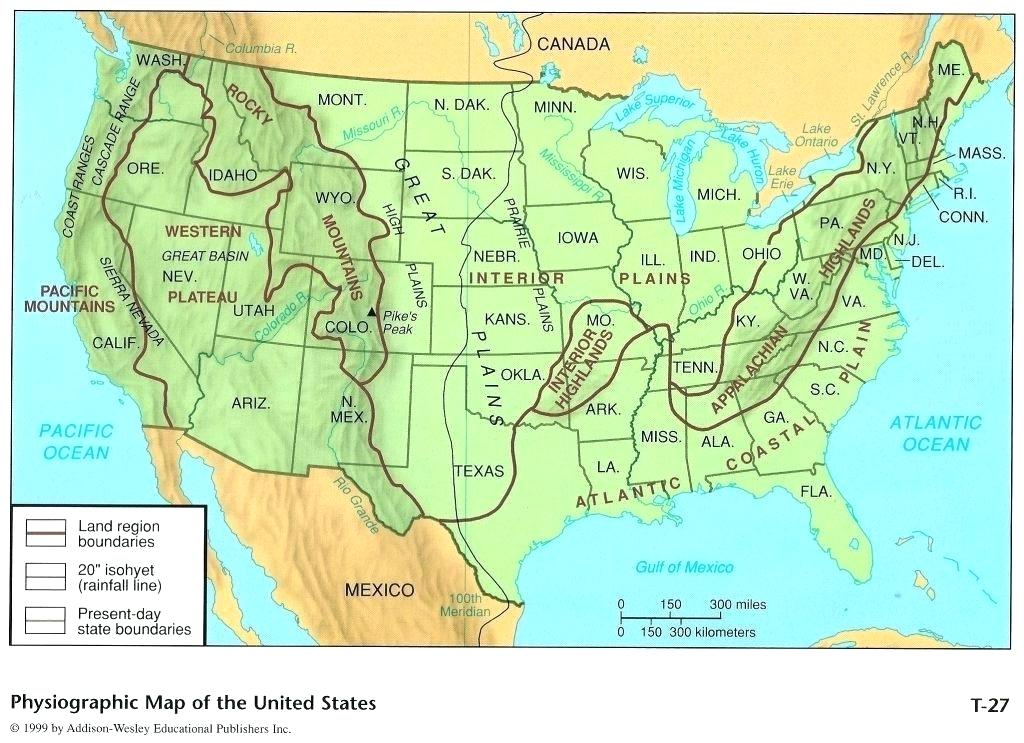 CANADA
Columbia R.
WASH.
ME.
ROCKY
MONT.
N. DAK.
MINN.
Lake Superior
St. Lawrence R.
CASCADE RANGE
COAST RANGES
Missouri R.
N.H.
VT.
Lake Ontario
Lake Huron
Lake Michigan
MASS.
ORE.
IDAHO
GREAT
S. DAK.
Mississippi R.
WIS.
MICH.
Lake Erie
N.Y.
R.I.
WYO.
CONN.
HIGH
PRAIRIE
PA.
WESTERN
MOUNTAINS
IOWA
HIGHLANDS
N.J.
GREAT BASIN
NEBR.
ILL.
IND.
OHIO
MD.
DEL.
NEV.
INTERIOR
PLAINS
W.
VA.
PLAINS
SIERRA NEVADA
PACIFIC
MOUNTAINS
PLATEAU
UTAH
Colorado R.
COLO.
Pike's
Peak
KANS.
PLAINS
MO.
Ohio R.
KY.
VA.
CALIF.
PLAINS
INTERIOR
HIGHLANDS
N.C.
PLAIN
OKLA.
TENN.
APPALACHIAN
S.C.
ARIZ.
N.
MEX.
ARK.
GA.
PACIFIC
OCEAN
MISS.
ALA.
COASTAL
ATLANTIC
OCEAN
TEXAS
LA.
ATLANTIC
FLA.
Rio Grande
Land region
boundaries
20" isohyet
(rainfall line)
Present-day
state boundaries
MEXICO
100th
Meridian
Gulf of Mexico
0 150 300 miles
0 150 300 kilometers
Physiographic Map of the United States
T-27
© 1999 by Addison-Wesley Educational Publishers Inc.